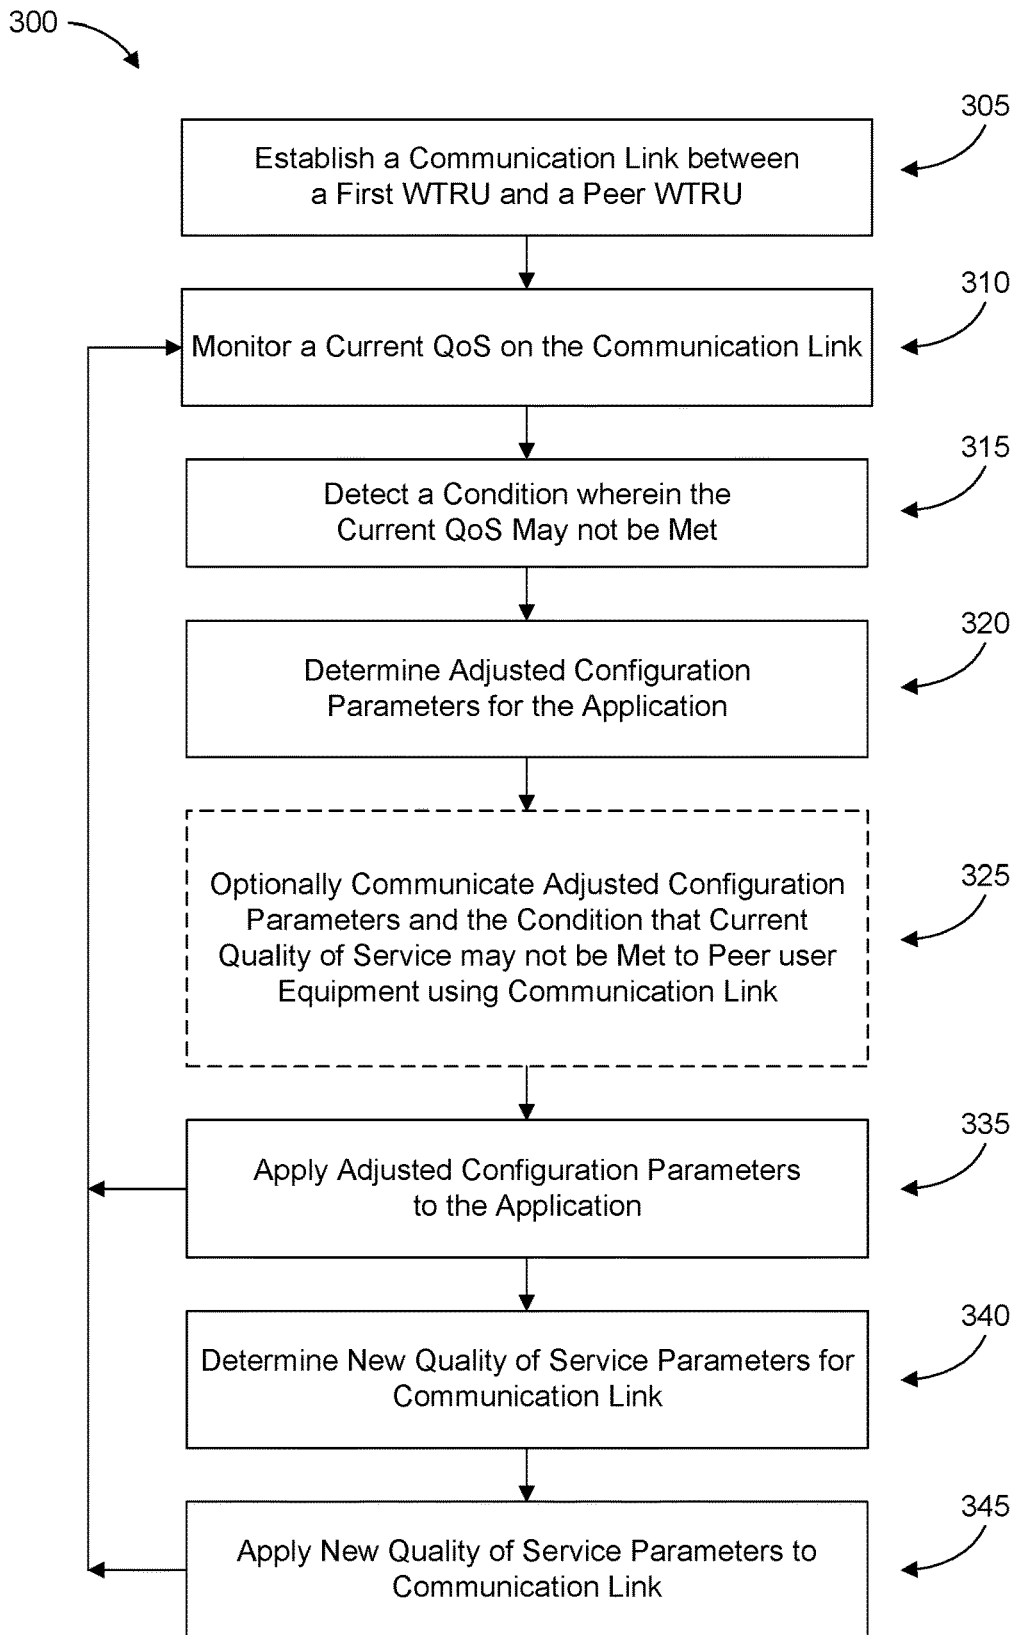 300
305
Establish a Communication Link between
a First WTRU and a Peer WTRU
310
Monitor a Current QoS on the Communication Link
315
Detect a Condition wherein the
Current QoS May not be Met
320
Determine Adjusted Configuration
Parameters for the Application
325
Optionally Communicate Adjusted Configuration
Parameters and the Condition that Current
Quality of Service may not be Met to Peer user
Equipment using Communication Link
335
Apply Adjusted Configuration Parameters
to the Application
340
Determine New Quality of Service Parameters for
Communication Link
345
Apply New Quality of Service Parameters to
Communication Link